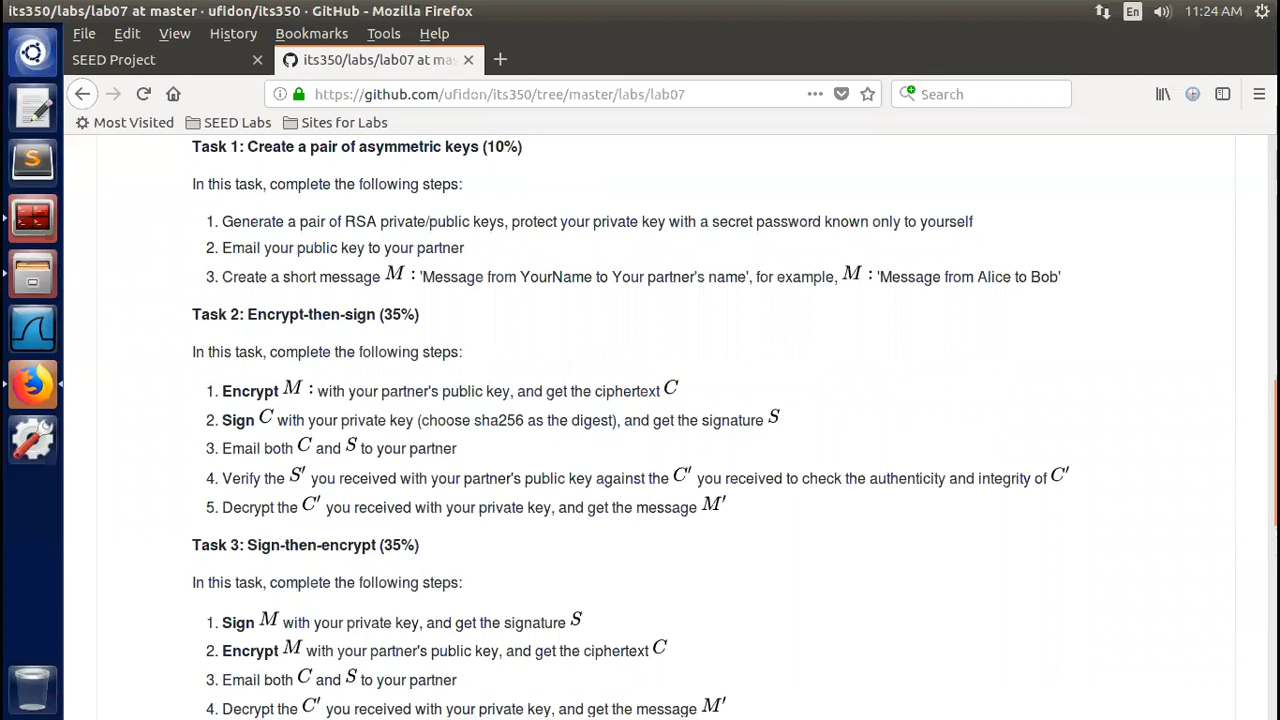 its350/labs/lab07 at master · ufidon/its350 · GitHub - Mozilla Firefox
En
11:24 AM
File Edit View History Bookmarks Tools Help
SEED Project
its350/labs/lab07 at mas
https://github.com/ufidon/its350/tree/master/labs/lab07
Search
Most Visited SEED Labs Sites for Labs
Task 1: Create a pair of asymmetric keys (10%)
In this task, complete the following steps:
1. Generate a pair of RSA private/public keys, protect your private key with a secret password known only to yourself
2. Email your public key to your partner
3. Create a short message M : 'Message from YourName to Your partner's name', for example, M : 'Message from Alice to Bob'
Task 2: Encrypt-then-sign (35%)
In this task, complete the following steps:
1. Encrypt M : with your partner's public key, and get the ciphertext C
2. Sign C with your private key (choose sha256 as the digest), and get the signature S
3. Email both C and S to your partner
4. Verify the S′ you received with your partner's public key against the C′ you received to check the authenticity and integrity of C′
5. Decrypt the C′ you received with your private key, and get the message M′
Task 3: Sign-then-encrypt (35%)
In this task, complete the following steps:
1. Sign M with your private key, and get the signature S
2. Encrypt M with your partner's public key, and get the ciphertext C
3. Email both C and S to your partner
4. Decrypt the C′ you received with your private key, and get the message M′